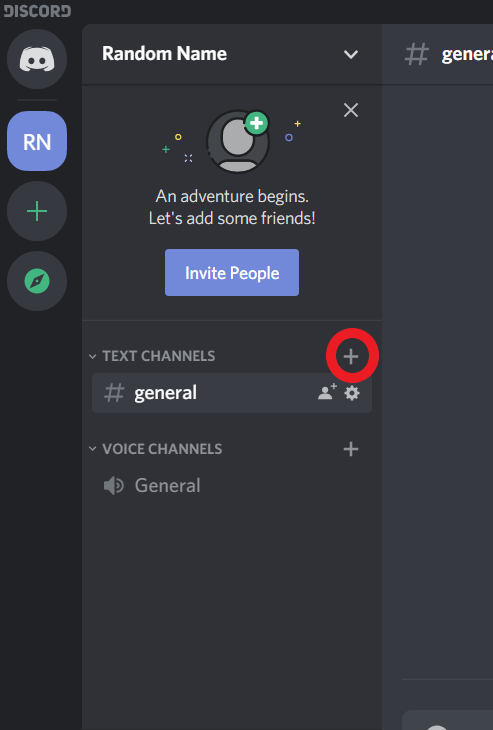 DISCORD
Random Name
# genera
RN
An adventure begins.
Let's add some friends!
Invite People
TEXT CHANNELS
# general
VOICE CHANNELS
General